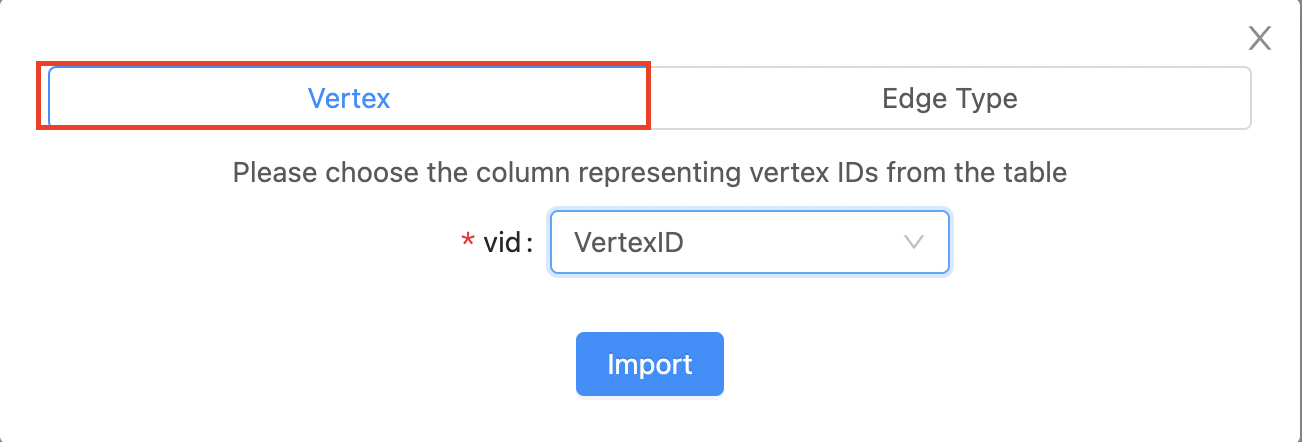 X
Vertex
Edge Type
Please choose the column representing vertex IDs from the table
* vid: VertexID
Import